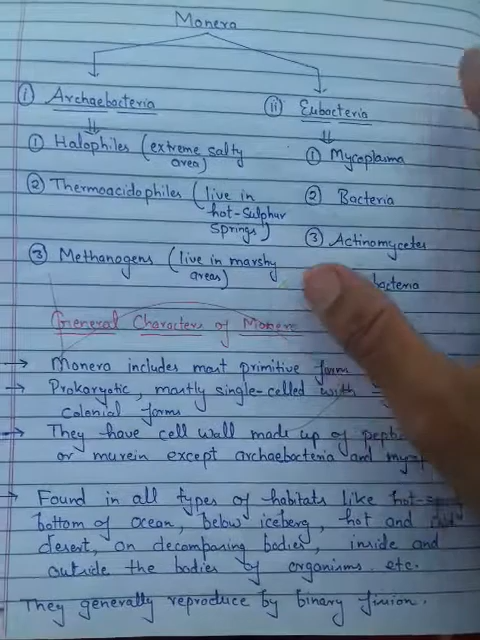 Monera
(i) Archaebacteria
(ii) Eubacteria
① Halophiles (extreme salty area)
① Mycoplasma
② Thermoacidophiles (live in hot-sulphur springs)
② Bacteria
③ Actinomycetes
③ Methanogens (live in marshy areas)
bacteria
General Characters of Monera
→ Monera includes most primitive forms
→ Prokaryotic, mostly single-celled with
colonial forms
→ They have cell wall made up of
or murein except archaebacteria and
→ Found in all types of habitats like hot-
bottom of ocean, below iceberg, hot and
desert, on decomposing bodies, inside and
outside the bodies of organisms etc.
They generally reproduce by binary fission.